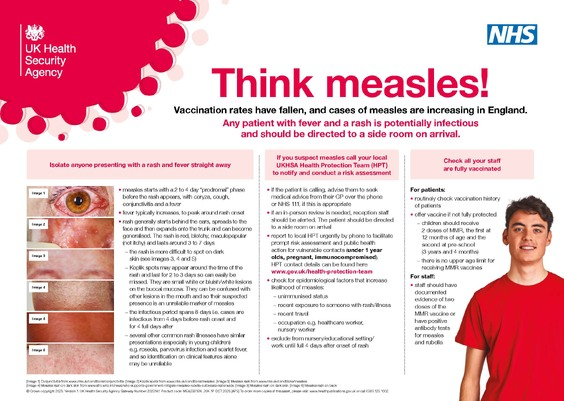 UK Health
Security
Agency
NHS
Think measles!
Vaccination rates have fallen, and cases of measles are increasing in England.
Any patient with fever and a rash is potentially infectious
and should be directed to a side room on arrival.
Isolate anyone presenting with a rash and fever straight away
Image 1
Image 2
Image 3
Image 4
Image 5
Image 6
• measles starts with a 2 to 4 day "prodromal" phase
before the rash appears, with coryza, cough,
conjunctivitis and a fever
• fever typically increases, to peak around rash onset
• rash generally starts behind the ears, spreads to the
face and then expands onto the trunk and can become
generalised. The rash is red, blotchy, maculopapular
(not itchy) and lasts around 3 to 7 days
– the rash is more difficult to spot on dark
skin (see images 3, 4 and 5)
– Koplik spots may appear around the time of the
rash and last for 2 to 3 days so can easily be
missed. They are small white or bluish/white lesions
on the buccal mucosa. They can be confused with
other lesions in the mouth and so their suspected
presence is an unreliable marker of measles
– the infectious period spans 8 days i.e. cases are
infectious from 4 days before rash onset and
for 4 full days after
– several other common rash illnesses have similar
presentations (especially in young children)
e.g. roseola, parvovirus infection and scarlet fever,
and so identification on clinical features alone
may be unreliable
If you suspect measles call your local
UKHSA Health Protection Team (HPT)
to notify and conduct a risk assessment
• if the patient is calling, advise them to seek
medical advice from their GP over the phone
or NHS 111, if this is appropriate
• if an in-person review is needed, reception staff
should be alerted. The patient should be directed
to a side room on arrival
• report to local HPT urgently by phone to facilitate
prompt risk assessment and public health
action for vulnerable contacts (under 1 year
olds, pregnant, immunocompromised);
HPT contact details can be found here
www.gov.uk/health-protection-team
• check for epidemiological factors that increase
likelihood of measles:
– unimmunised status
– recent exposure to someone with rash/illness
– recent travel
– occupation e.g. healthcare worker,
nursery worker
• exclude from nursery/educational setting/
work until full 4 days after onset of rash
Check all your staff
are fully vaccinated
For patients:
• routinely check vaccination history
of patients
• offer vaccine if not fully protected
– children should receive
2 doses of MMR, the first at
12 months of age and the
second at pre-school
(3 years and 4 months)
– there is no upper age limit for
receiving MMR vaccines
For staff:
• staff should have
documented
evidence of two
doses of the
MMR vaccine or
have positive
antibody tests
for measles
and rubella